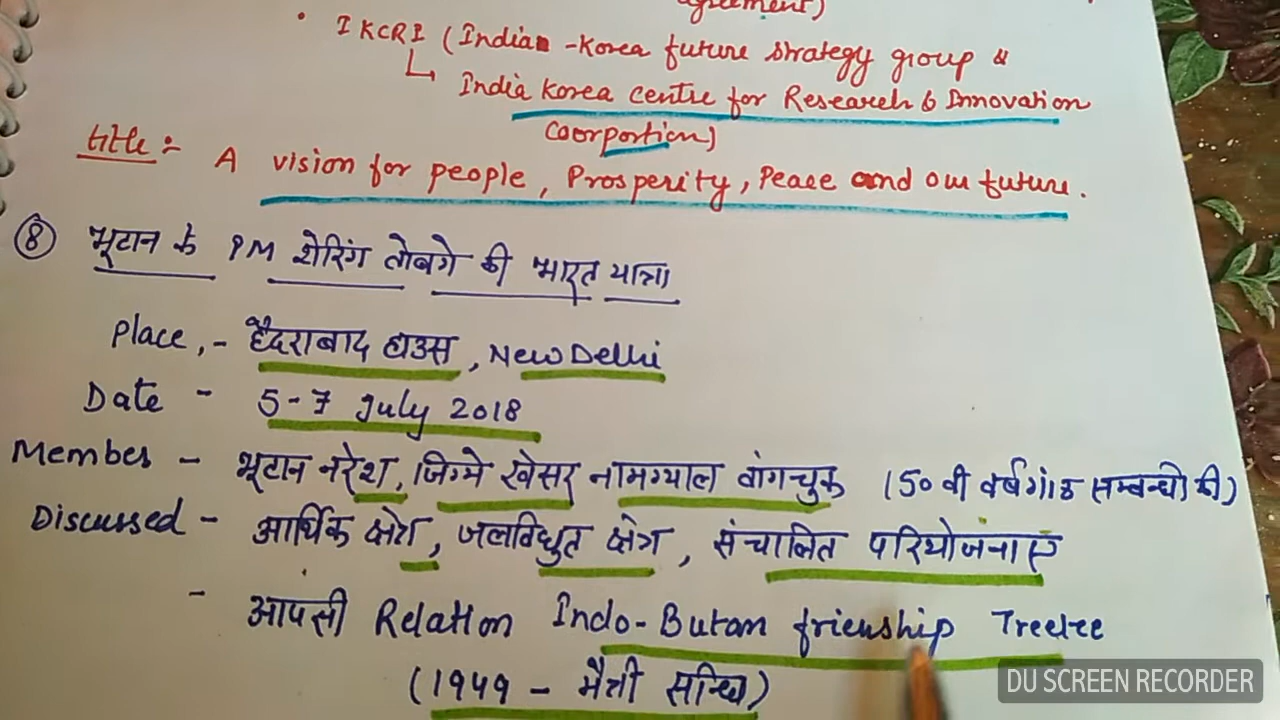 agreement)
• IKCRI (Indian -Korea future strategy group &
↳ India Korea centre for Research & Innovation
Coorportion)
title :- A vision for people, Prosperity, Peace and our future.
⑧ भूटान के PM शेरिंग तोबगे की भारत यात्रा
Place,- हैदराबाद हाउस, New Delhi
Date - 5-7 July 2018
Member - भूटान नरेश, जिग्मे खेसर नामग्याल वांगचुक (50 वी वर्षगांठ सम्बन्धो की)
Discussed - आर्थिक क्षेत्र, जलविद्युत क्षेत्र, संचालित परियोजनाए
- आपसी Relation Indo-Butan frienship Treetee
(1949 - मैत्री सन्धि)
DU SCREEN RECORDER